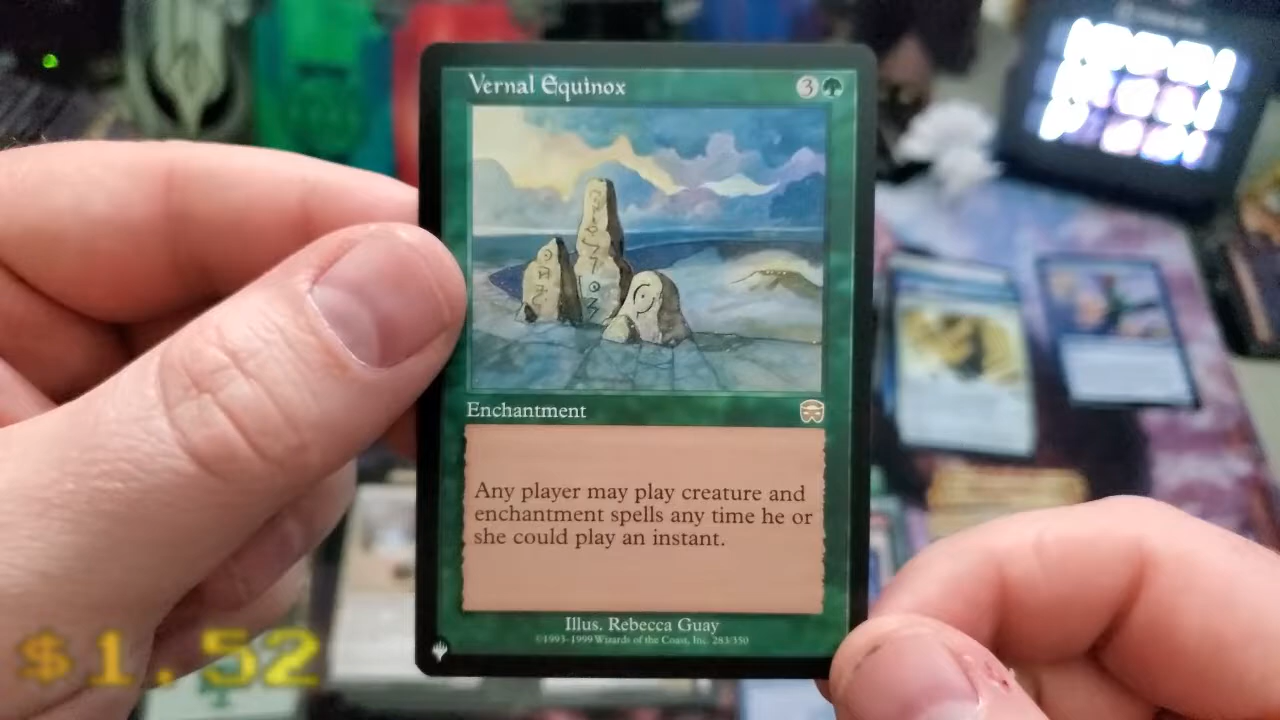 Vernal Equinox 3
Enchantment
Any player may play creature and
enchantment spells any time he or
she could play an instant.
Illus. Rebecca Guay
©1993-1999 Wizards of the Coast, Inc. 283/350
$1.52